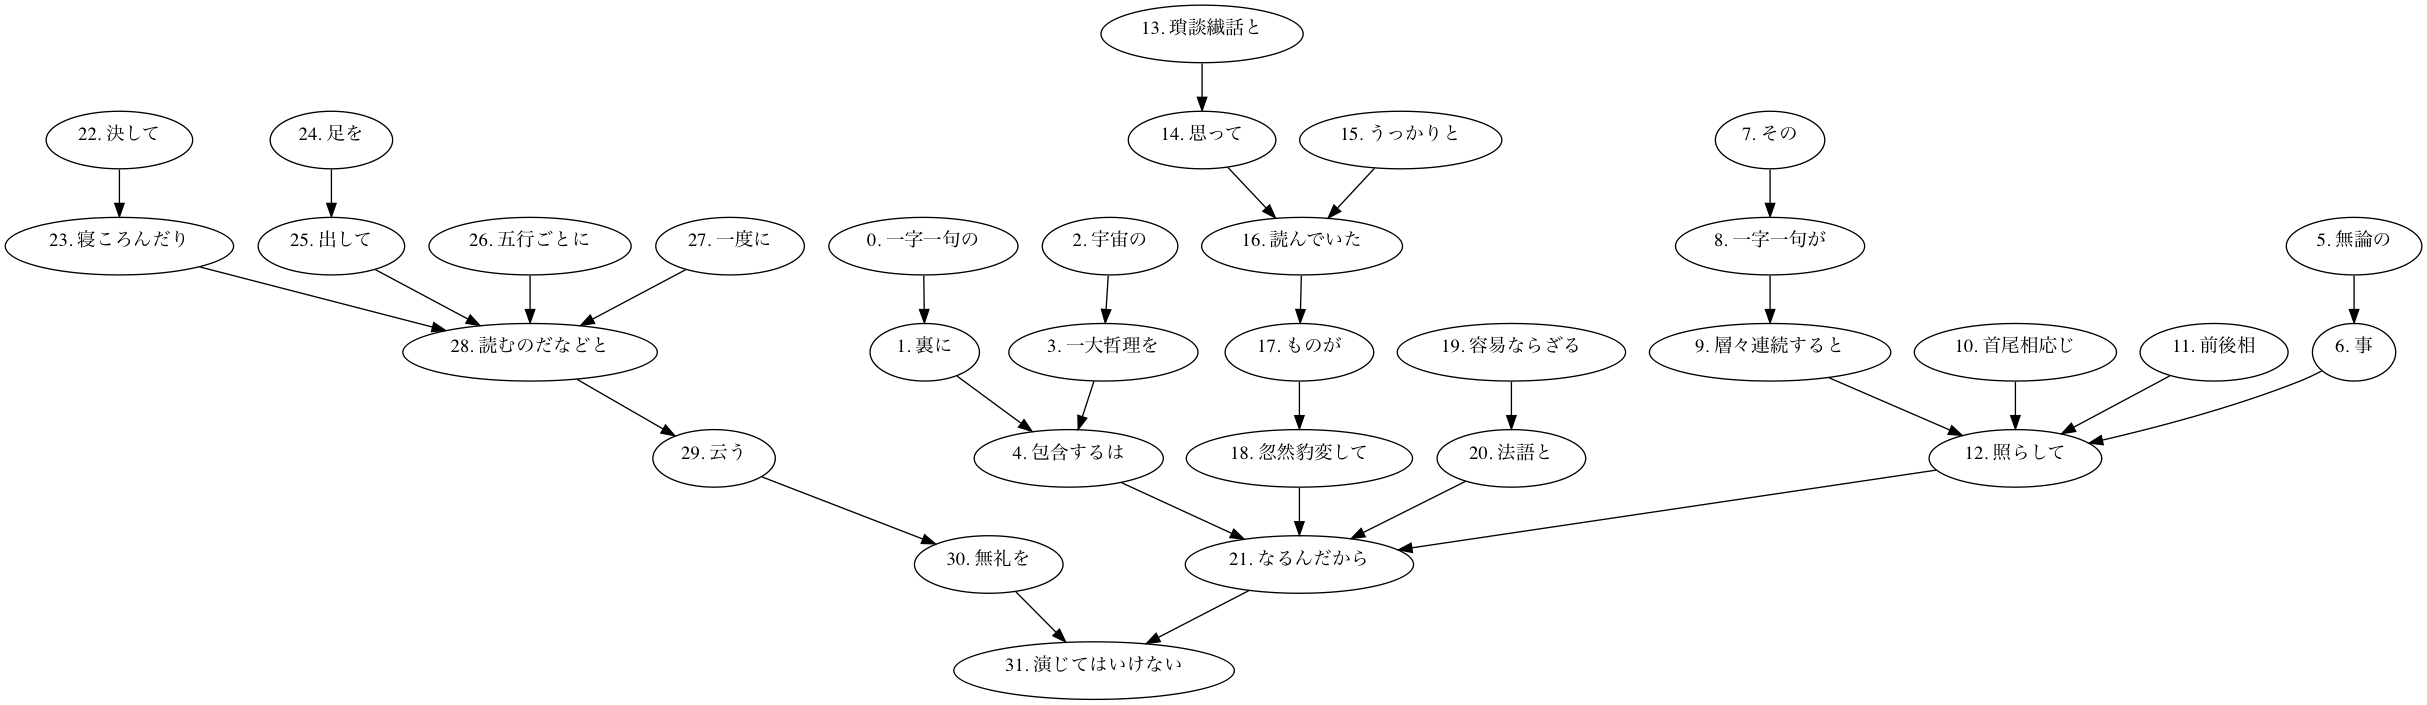 13. 瑣談繊話と
22. 決して
24. 足を
14. 思って
15. うっかりと
7. その
23. 寝ころんだり
25. 出して
26. 五行ごとに
27. 一度に
0. 一字一句の
2. 宇宙の
16. 読んでいた
8. 一字一句が
5. 無論の
28. 読むのだなどと
1. 裏に
3. 一大哲理を
17. ものが
19. 容易ならざる
9. 層々連続すると
10. 首尾相応じ
11. 前後相
6. 事
29. 云う
4. 包含するは
18. 忽然豹変して
20. 法語と
12. 照らして
30. 無礼を
21. なるんだから
31. 演じてはいけない